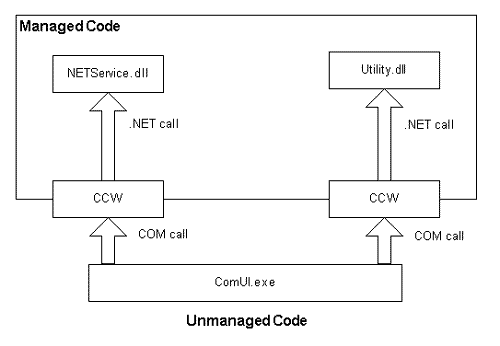 Managed Code
NETService.dll
Utility.dll
.NET call
.NET call
CCW
CCW
COM call
COM call
ComUI.exe
Unmanaged Code